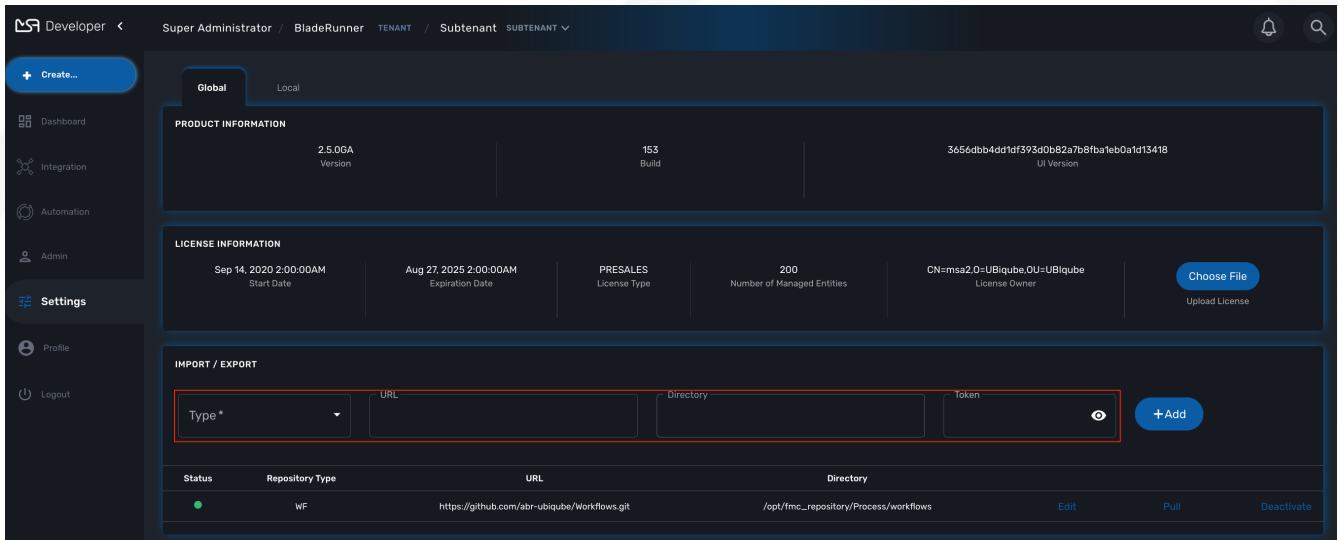 Developer
Super Administrator / BladeRunner TENANT / Subtenant SUBTENANT
+ Create...
Dashboard
Integration
Automation
Admin
Settings
Profile
Logout
Global Local
PRODUCT INFORMATION
2.5.0GA 153 3656dbb4dd1df393d0b82a7b8fba1eb0a1d13418
Version Build UI Version
LICENSE INFORMATION
Sep 14, 2020 2:00:00AM Aug 27, 2025 2:00:00AM PRESALES 200 CN=msa2,O=UBiqube,OU=UBIqube
Start Date Expiration Date License Type Number of Managed Entities License Owner
Choose File
Upload License
IMPORT / EXPORT
Type * URL Directory Token
+Add
Status Repository Type URL Directory
WF https://github.com/abr-ubiqube/Workflows.git /opt/fmc_repository/Process/workflows Edit Pull Deactivate